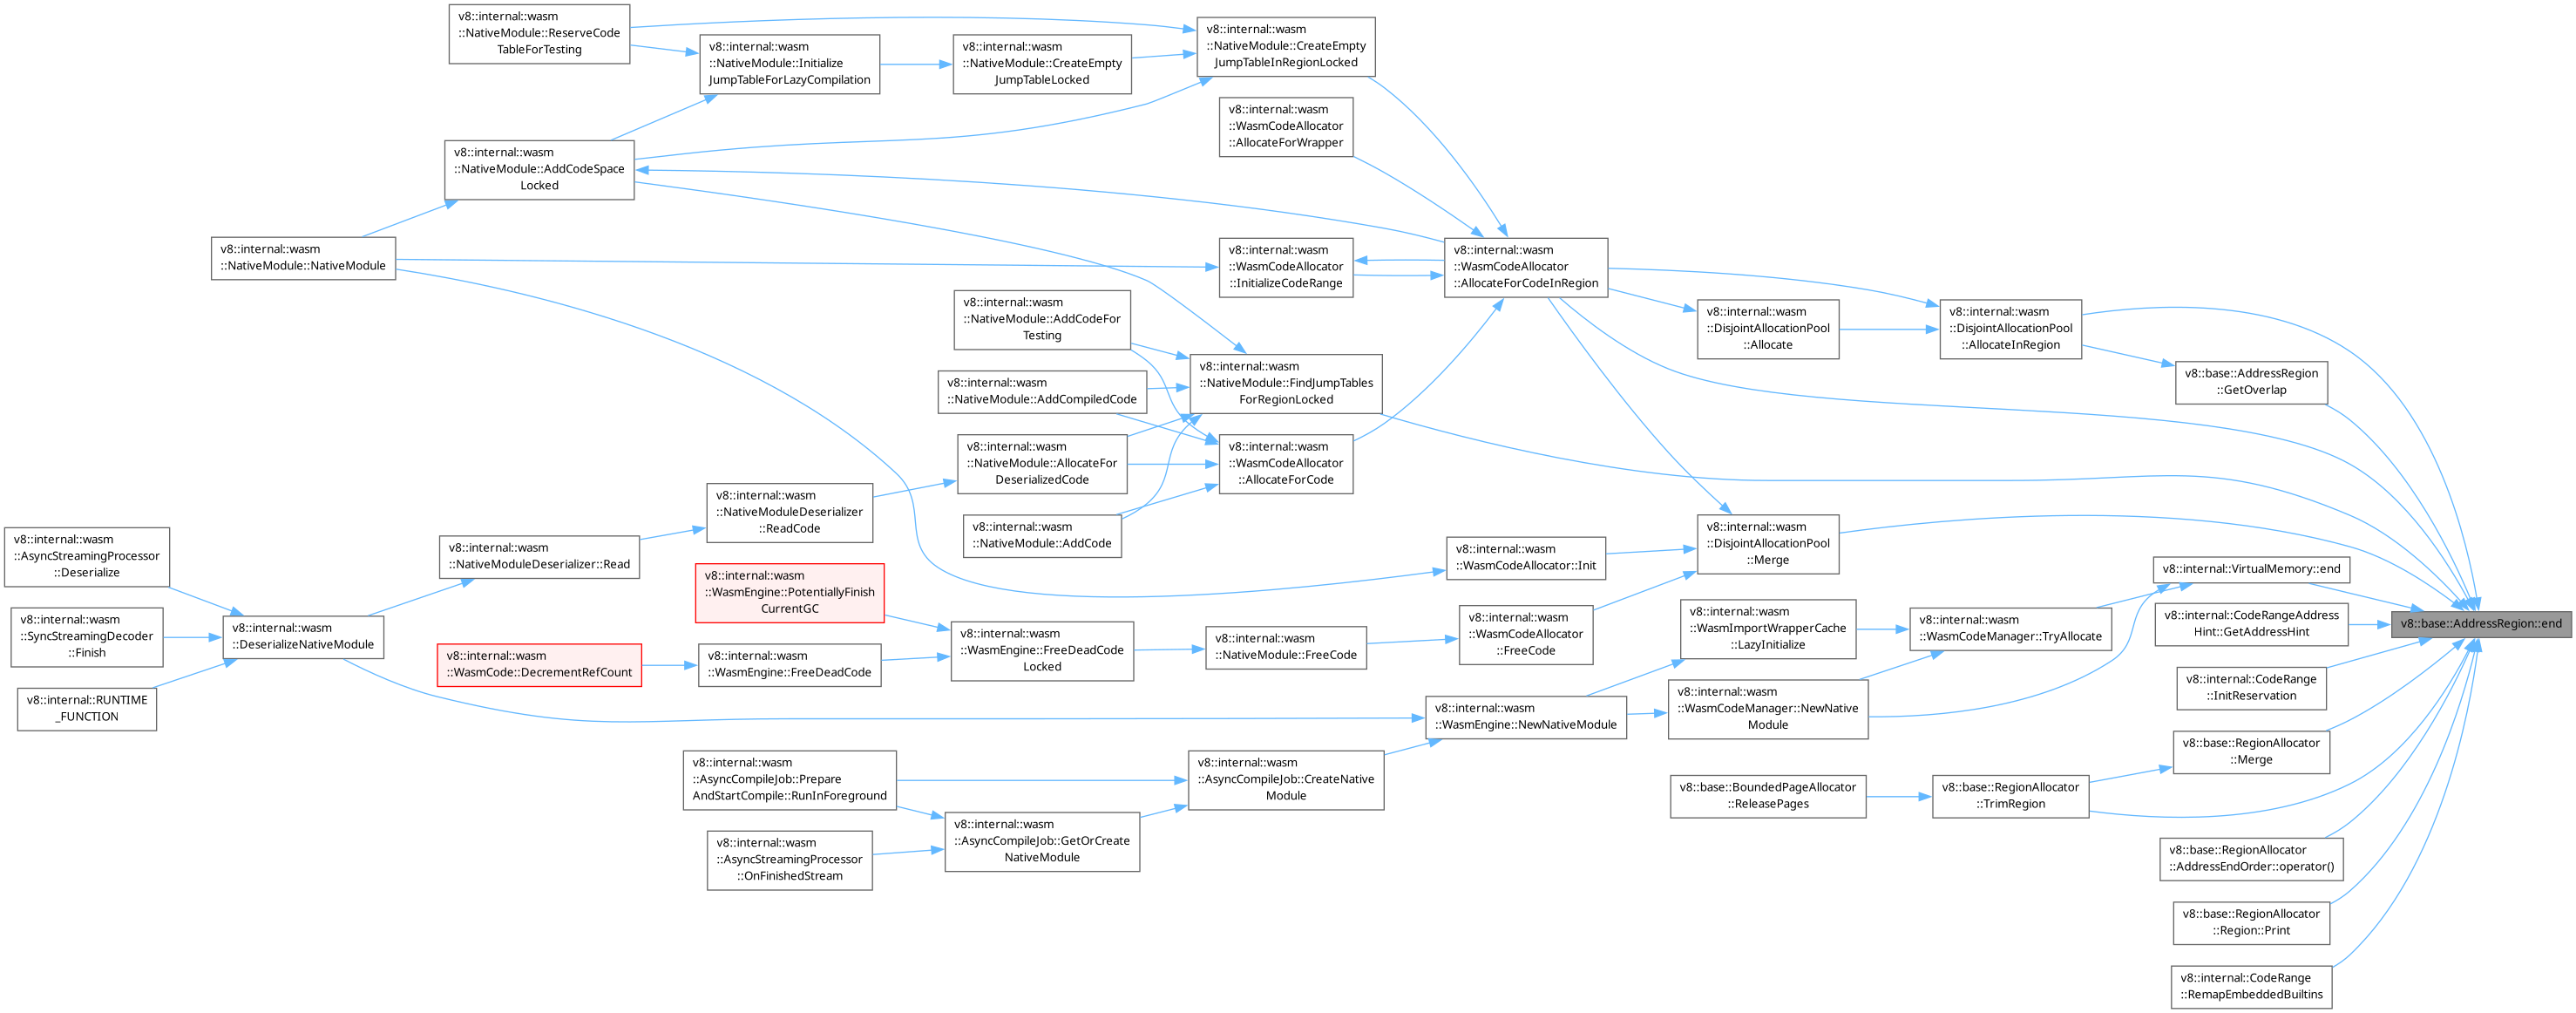 v8::internal::wasm
::NativeModule::ReserveCode
TableForTesting
v8::internal::wasm
::NativeModule::Initialize
JumpTableForLazyCompilation
v8::internal::wasm
::NativeModule::CreateEmpty
JumpTableLocked
v8::internal::wasm
::NativeModule::CreateEmpty
JumpTableInRegionLocked
v8::internal::wasm
::WasmCodeAllocator
::AllocateForWrapper
v8::internal::wasm
::NativeModule::AddCodeSpace
Locked
v8::internal::wasm
::NativeModule::NativeModule
v8::internal::wasm
::WasmCodeAllocator
::InitializeCodeRange
v8::internal::wasm
::WasmCodeAllocator
::AllocateForCodeInRegion
v8::internal::wasm
::NativeModule::AddCodeFor
Testing
v8::internal::wasm
::DisjointAllocationPool
::Allocate
v8::internal::wasm
::DisjointAllocationPool
::AllocateInRegion
v8::base::AddressRegion
::GetOverlap
v8::internal::wasm
::NativeModule::FindJumpTables
ForRegionLocked
v8::internal::wasm
::NativeModule::AddCompiledCode
v8::internal::wasm
::NativeModule::AllocateFor
DeserializedCode
v8::internal::wasm
::WasmCodeAllocator
::AllocateForCode
v8::internal::wasm
::NativeModuleDeserializer
::ReadCode
v8::internal::wasm
::NativeModule::AddCode
v8::internal::wasm
::DisjointAllocationPool
::Merge
v8::internal::wasm
::AsyncStreamingProcessor
::Deserialize
v8::internal::wasm
::NativeModuleDeserializer::Read
v8::internal::wasm
::WasmCodeAllocator::Init
v8::internal::VirtualMemory::end
v8::internal::wasm
::WasmEngine::PotentiallyFinish
CurrentGC
v8::internal::wasm
::SyncStreamingDecoder
::Finish
v8::internal::wasm
::DeserializeNativeModule
v8::internal::wasm
::WasmEngine::FreeDeadCode
Locked
v8::internal::wasm
::NativeModule::FreeCode
v8::internal::wasm
::WasmCodeAllocator
::FreeCode
v8::internal::wasm
::WasmImportWrapperCache
::LazyInitialize
v8::internal::wasm
::WasmCodeManager::TryAllocate
v8::internal::CodeRangeAddress
Hint::GetAddressHint
v8::base::AddressRegion::end
v8::internal::wasm
::WasmCode::DecrementRefCount
v8::internal::wasm
::WasmEngine::FreeDeadCode
v8::internal::RUNTIME
_FUNCTION
v8::internal::wasm
::WasmEngine::NewNativeModule
v8::internal::wasm
::WasmCodeManager::NewNative
Module
v8::internal::CodeRange
::InitReservation
v8::internal::wasm
::AsyncCompileJob::Prepare
AndStartCompile::RunInForeground
v8::internal::wasm
::AsyncCompileJob::CreateNative
Module
v8::base::RegionAllocator
::Merge
v8::base::BoundedPageAllocator
::ReleasePages
v8::base::RegionAllocator
::TrimRegion
v8::internal::wasm
::AsyncCompileJob::GetOrCreate
NativeModule
v8::internal::wasm
::AsyncStreamingProcessor
::OnFinishedStream
v8::base::RegionAllocator
::AddressEndOrder::operator()
v8::base::RegionAllocator
::Region::Print
v8::internal::CodeRange
::RemapEmbeddedBuiltins